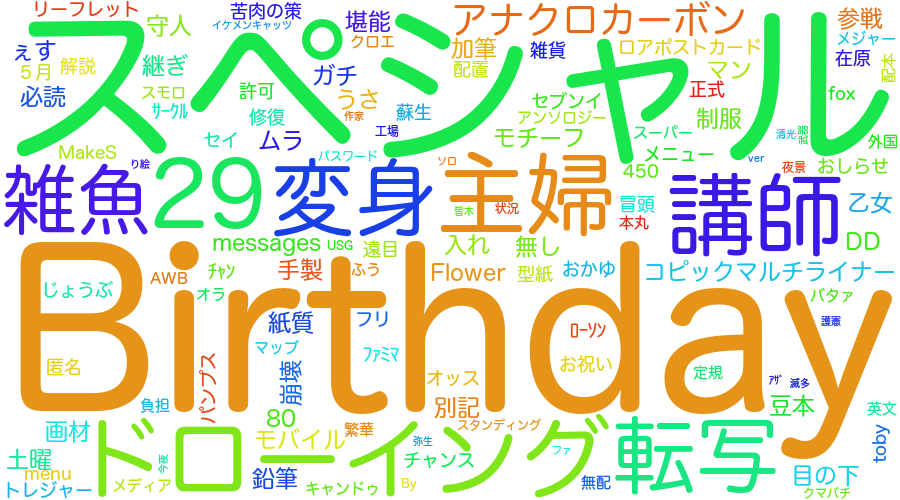 リーフレット
守人
苦肉の策
イケメンキャッツ
堪能
アナクロカーボン
参戦
メジャー
スペシャル
ぇす
5月
解説
継ぎ
ガチ
クロエ
加筆
雑貨
ロアポストカード
マン
在原
配本
必読
スモロ
サークル
許可
うさ
作家
蘇生
配置
セブンイ
アンソロジー
正式
制服
fox
MakeS
セイ
修復
ムラ
工場
モチーフ
スーパー
メニュー
清光
外国
り絵
パスワード
ソロ
450
ver
夜景
おしらせ
雑魚
29
変身
主婦
皆木
状況
冒頭
本丸
講師
乙女
messages
USG
遠目
入れ
無し
DD
AWB
チャン
手製
ふう
Flower
型紙
おかゆ
コピックマルチライナー
じょうぶ
オラ
紙質
フリ
ローソン
バタァ
護憲
Birthday
匿名
パンプス
マップ
ファミマ
お祝い
定規
アザ
滅多
崩壊
オッス
負担
80
別記
豆本
英文
画材
ドローイング
モバイル
繁華
弥生
スタンディング
転写
toby
土曜
今夜
チャンス
ファ
menu
メディア
鉛筆
目の下
トレジャー
キャンドゥ
By
無配
クマバチ